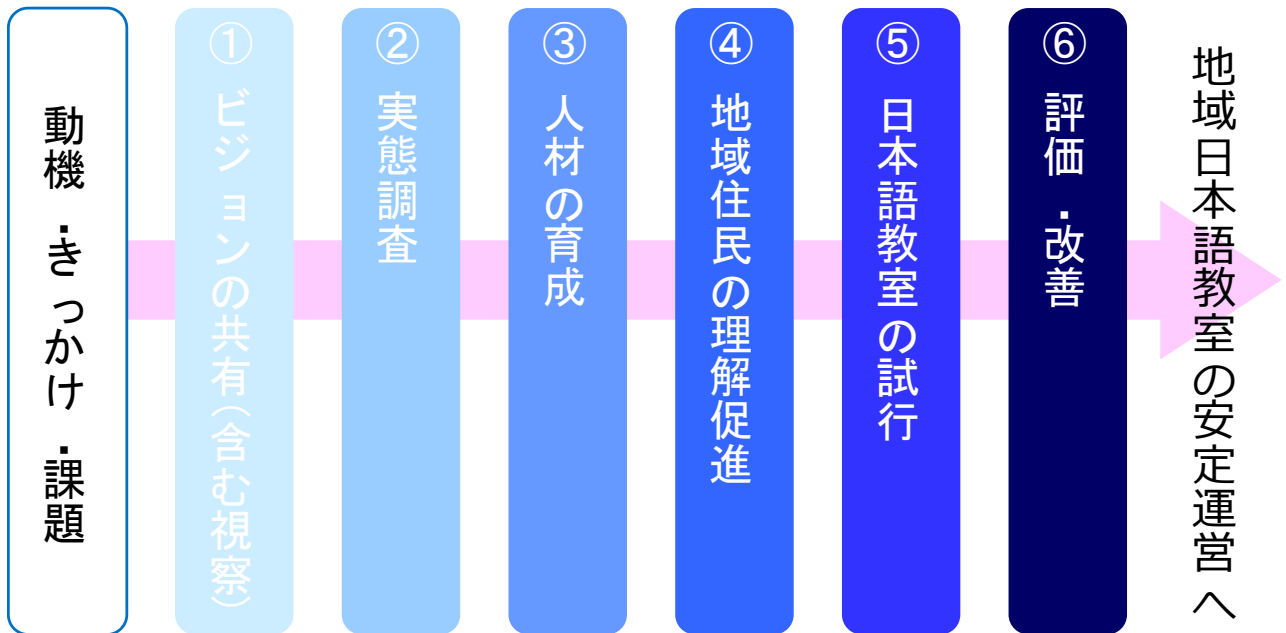 動機・きっかけ・課題
① ビジョンの共有(含む視察)
② 実態調査
③ 人材の育成
④ 地域住民の理解促進
⑤ 日本語教室の試行
⑥ 評価・改善
地域日本語教室の安定運営へ